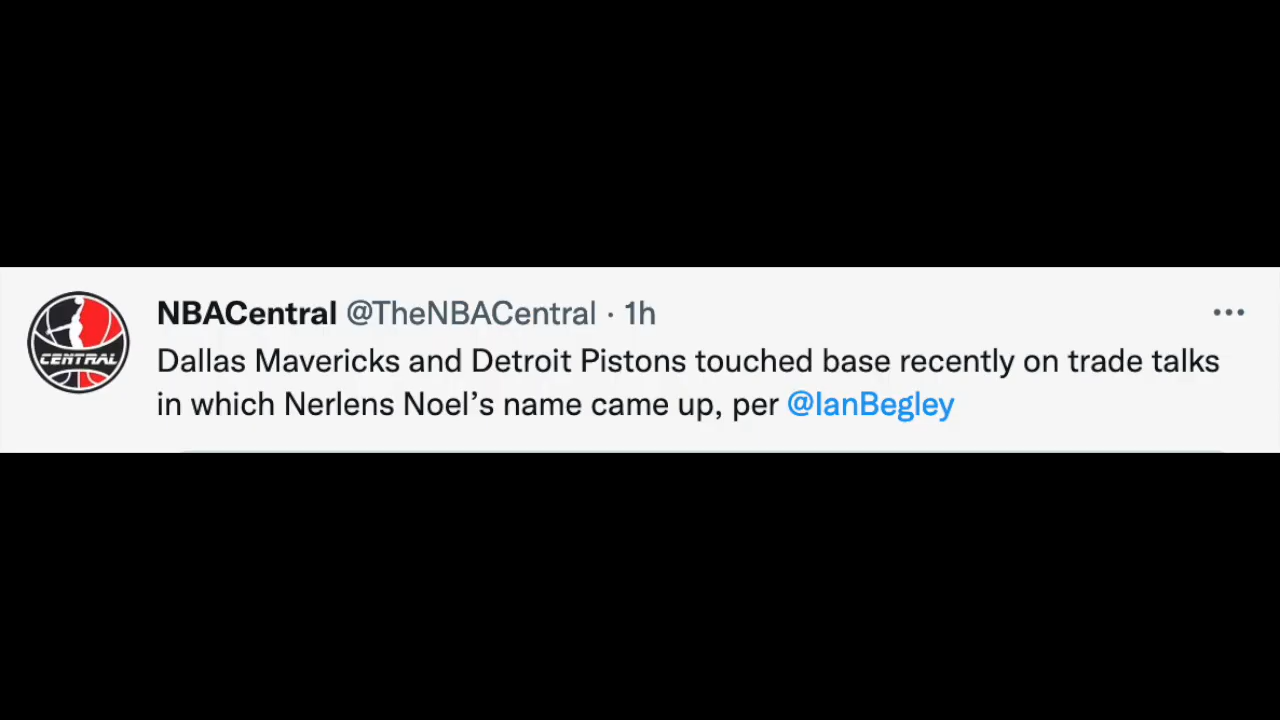 NBACentral @TheNBACentral · 1h
Dallas Mavericks and Detroit Pistons touched base recently on trade talks
in which Nerlens Noel’s name came up, per @IanBegley
CENTRAL